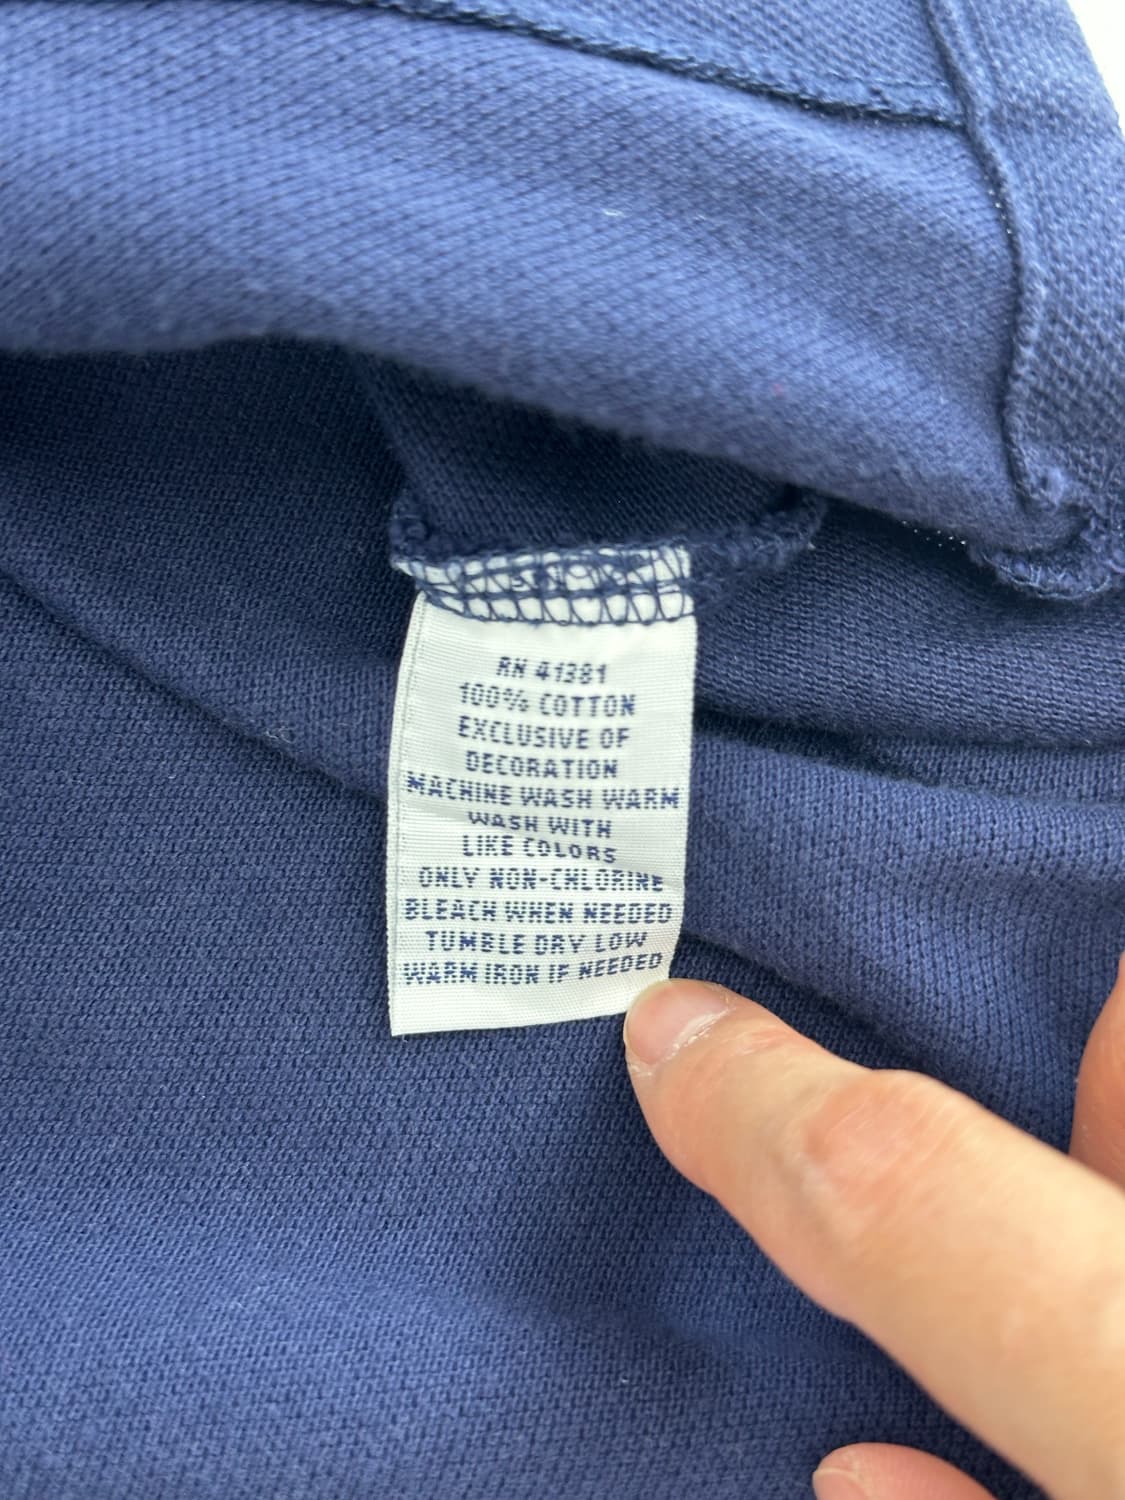 RN 41381
100% COTTON
EXCLUSIVE OF
DECORATION
MACHINE WASH WARM
WASH WITH
LIKE COLORS
ONLY NON-CHLORINE
BLEACH WHEN NEEDED
TUMBLE DRY LOW
WARM IRON IF NEEDED